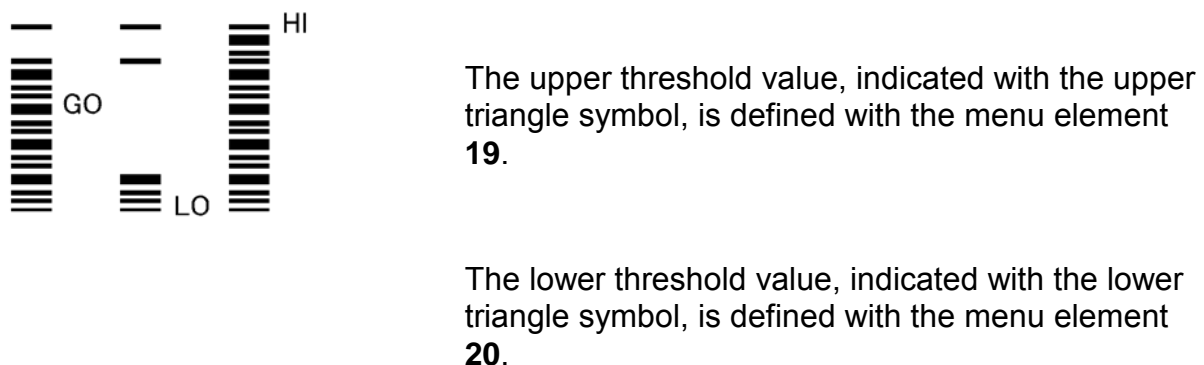 HI
GO
LO
The upper threshold value, indicated with the upper
triangle symbol, is defined with the menu element
19.
The lower threshold value, indicated with the lower
triangle symbol, is defined with the menu element
20.